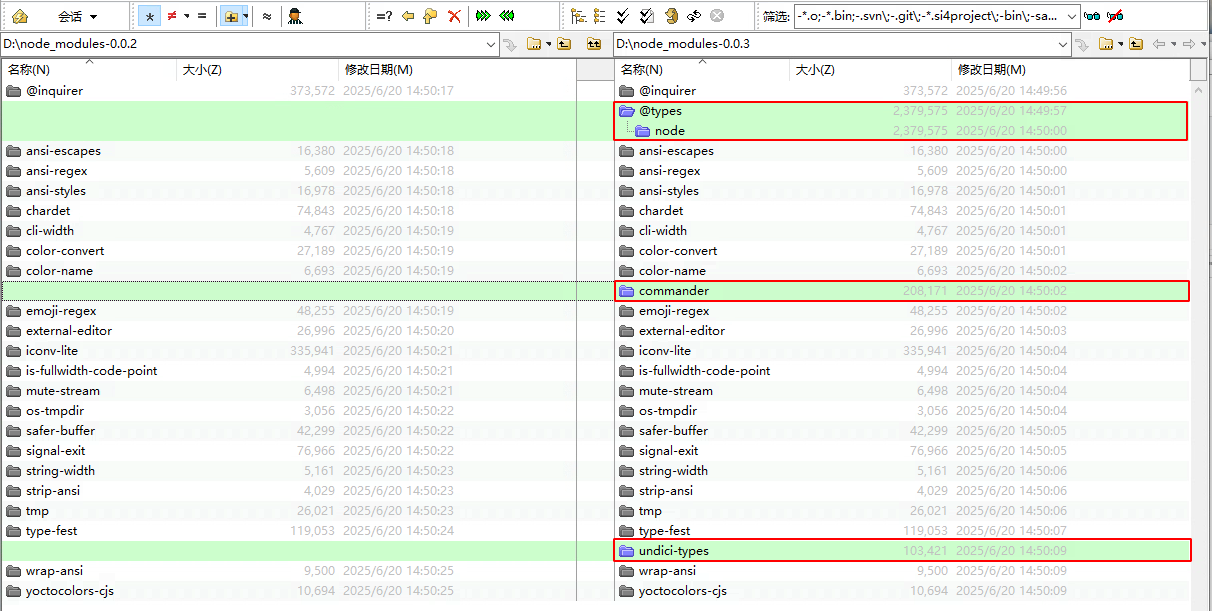 会话 * ≠ = ≈ =? 筛选: -*.o;-*.bin;-.svn\;-.git\;-*.si4project\;-bin\;-sa...
D:\node_modules-0.0.2 D:\node_modules-0.0.3
名称(N) 大小(Z) 修改日期(M) 名称(N) 大小(Z) 修改日期(M)
@inquirer 373,572 2025/6/20 14:50:17 @inquirer 373,572 2025/6/20 14:49:56
@types 2,379,575 2025/6/20 14:49:57
node 2,379,575 2025/6/20 14:50:00
ansi-escapes 16,380 2025/6/20 14:50:18 ansi-escapes 16,380 2025/6/20 14:50:00
ansi-regex 5,609 2025/6/20 14:50:18 ansi-regex 5,609 2025/6/20 14:50:00
ansi-styles 16,978 2025/6/20 14:50:18 ansi-styles 16,978 2025/6/20 14:50:01
chardet 74,843 2025/6/20 14:50:18 chardet 74,843 2025/6/20 14:50:01
cli-width 4,767 2025/6/20 14:50:19 cli-width 4,767 2025/6/20 14:50:01
color-convert 27,189 2025/6/20 14:50:19 color-convert 27,189 2025/6/20 14:50:01
color-name 6,693 2025/6/20 14:50:19 color-name 6,693 2025/6/20 14:50:02
commander 208,171 2025/6/20 14:50:02
emoji-regex 48,255 2025/6/20 14:50:19 emoji-regex 48,255 2025/6/20 14:50:02
external-editor 26,996 2025/6/20 14:50:20 external-editor 26,996 2025/6/20 14:50:03
iconv-lite 335,941 2025/6/20 14:50:21 iconv-lite 335,941 2025/6/20 14:50:04
is-fullwidth-code-point 4,994 2025/6/20 14:50:21 is-fullwidth-code-point 4,994 2025/6/20 14:50:04
mute-stream 6,498 2025/6/20 14:50:21 mute-stream 6,498 2025/6/20 14:50:04
os-tmpdir 3,056 2025/6/20 14:50:22 os-tmpdir 3,056 2025/6/20 14:50:04
safer-buffer 42,299 2025/6/20 14:50:22 safer-buffer 42,299 2025/6/20 14:50:05
signal-exit 76,966 2025/6/20 14:50:22 signal-exit 76,966 2025/6/20 14:50:05
string-width 5,161 2025/6/20 14:50:23 string-width 5,161 2025/6/20 14:50:06
strip-ansi 4,029 2025/6/20 14:50:23 strip-ansi 4,029 2025/6/20 14:50:06
tmp 26,021 2025/6/20 14:50:23 tmp 26,021 2025/6/20 14:50:06
type-fest 119,053 2025/6/20 14:50:24 type-fest 119,053 2025/6/20 14:50:07
undici-types 103,421 2025/6/20 14:50:09
wrap-ansi 9,500 2025/6/20 14:50:25 wrap-ansi 9,500 2025/6/20 14:50:09
yoctocolors-cjs 10,694 2025/6/20 14:50:25 yoctocolors-cjs 10,694 2025/6/20 14:50:09